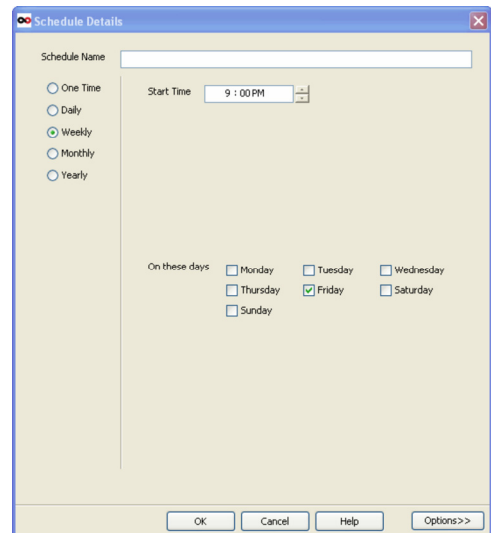 Schedule Details
Schedule Name
One Time
Start Time 9 : 00 PM
Daily
Weekly
Monthly
Yearly
On these days Monday Tuesday Wednesday
Thursday Friday Saturday
Sunday
OK Cancel Help Options>>